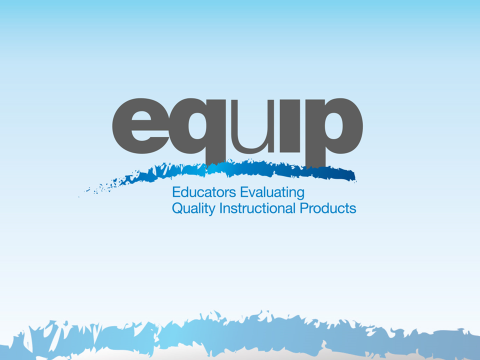 equip
Educators Evaluating
Quality Instructional Products